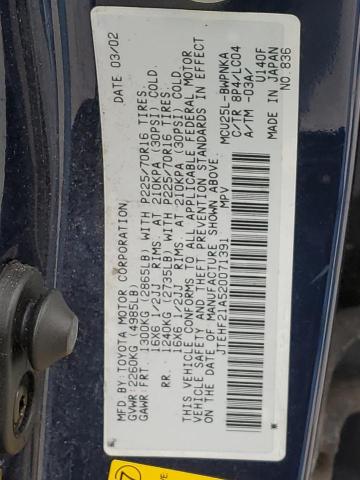 MFD.BY:TOYOTA MOTOR CORPORATION 03/02
GVWR:2260KG (4985LB)
GAWR:FRT. 1300KG (2865LB) WITH P225/70R16 TIRES,
16X6 1/2JJ RIMS, AT 210KPA (30PSI) COLD.
RR. 1240KG (2735LB) WITH P225/70R16 TIRES,
16X6 1/2JJ RIMS, AT 210KPA (30PSI) COLD.
THIS VEHICLE CONFORMS TO ALL APPLICABLE FEDERAL MOTOR
VEHICLE SAFETY AND THEFT PREVENTION STANDARDS IN EFFECT
ON THE DATE OF MANUFACTURE SHOWN ABOVE.
JTEHF21A520071391 MPV
MCU25L-BWPNKA
C/TR 8P4/LC04
A/TM -03A/
U140F
MADE IN JAPAN
NO.836